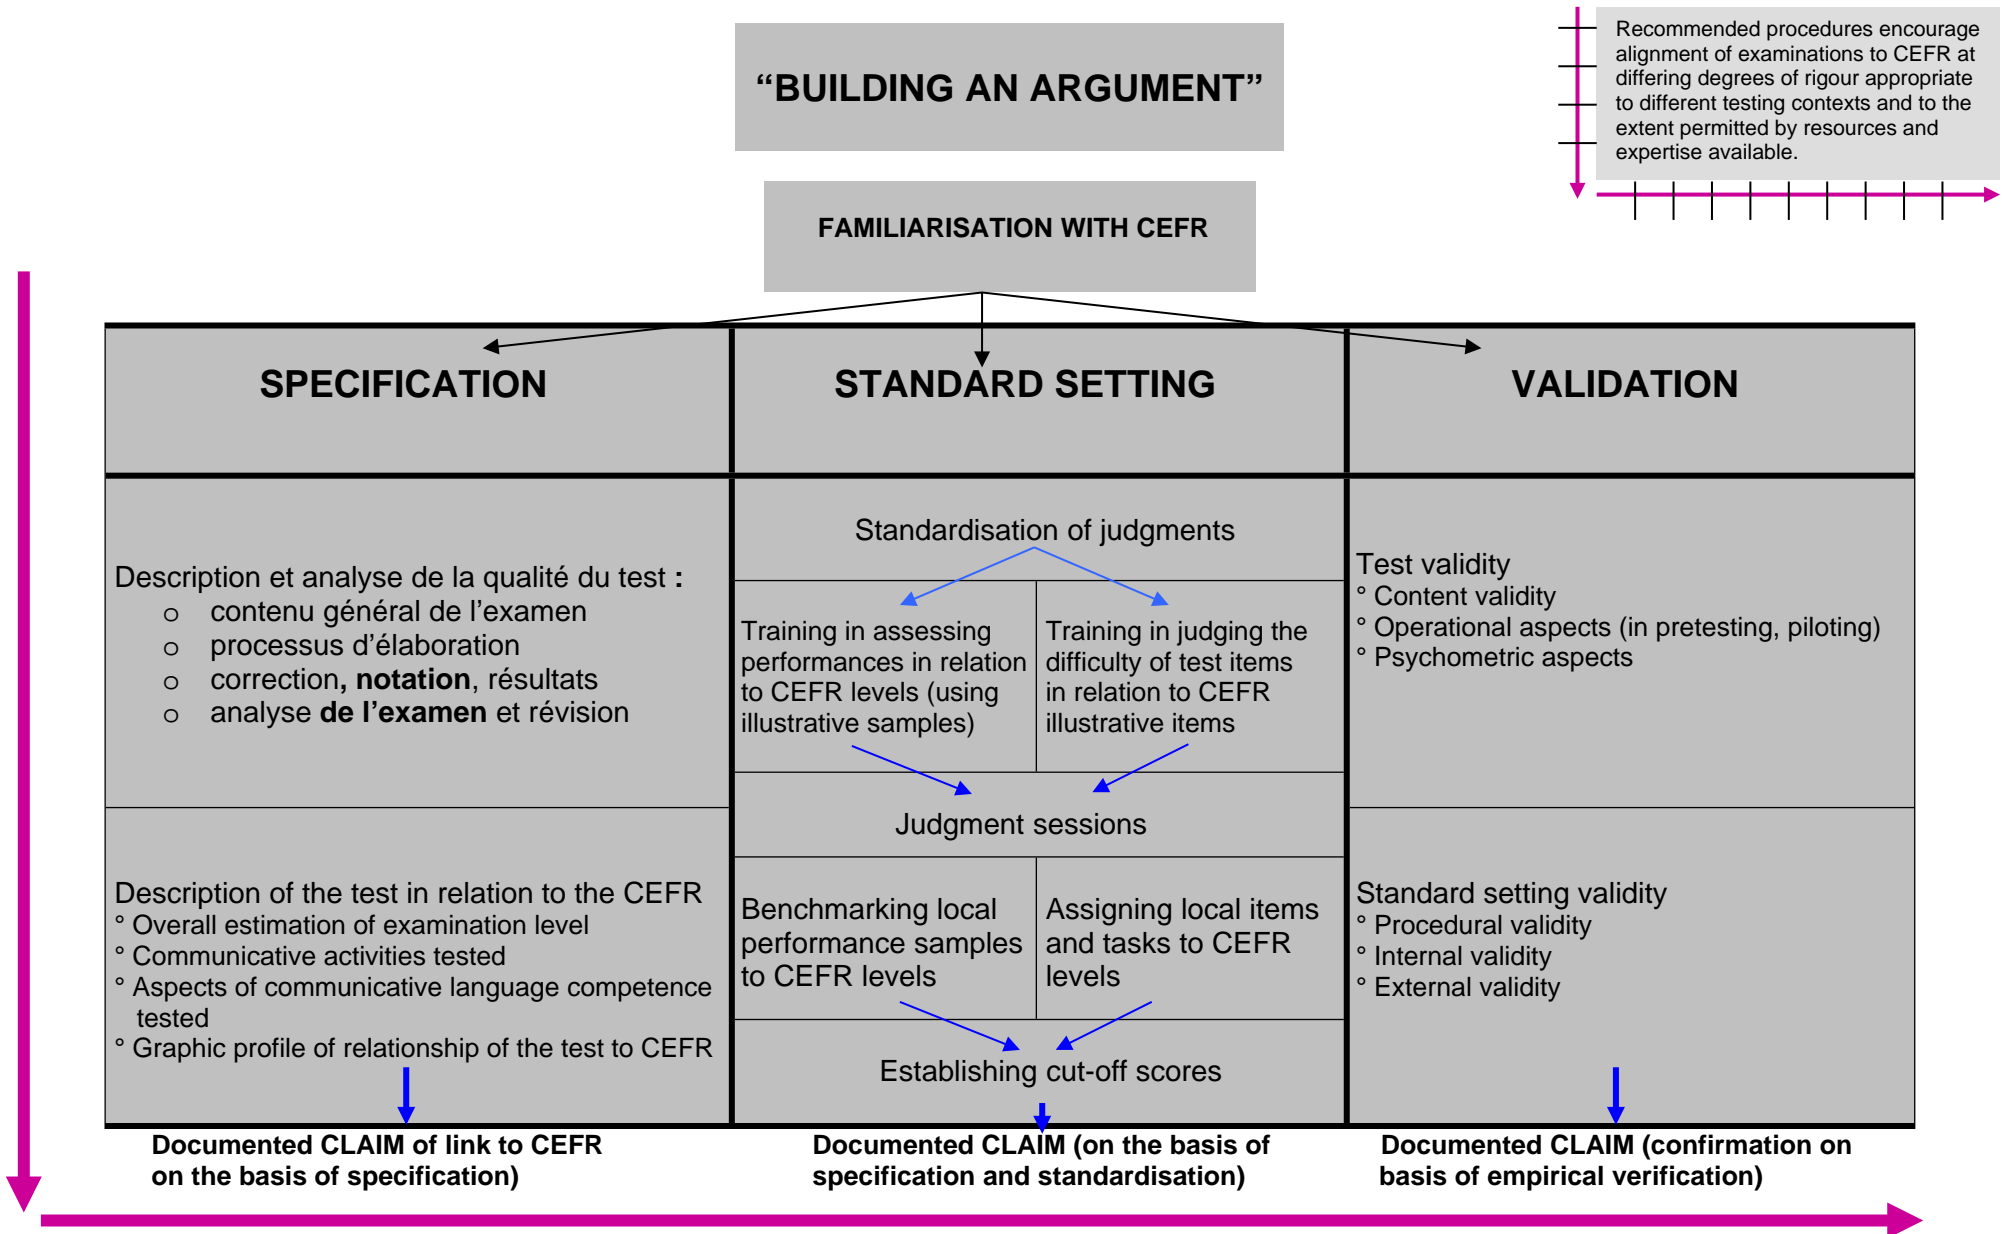 “BUILDING AN ARGUMENT”
Recommended procedures encourage
alignment of examinations to CEFR at
differing degrees of rigour appropriate
to different testing contexts and to the
extent permitted by resources and
expertise available.
FAMILIARISATION WITH CEFR
SPECIFICATION
STANDARD SETTING
VALIDATION
Description et analyse de la qualité du test :
o contenu général de l’examen
o processus d’élaboration
o correction, notation, résultats
o analyse de l’examen et révision
Description of the test in relation to the CEFR
° Overall estimation of examination level
° Communicative activities tested
° Aspects of communicative language competence
tested
° Graphic profile of relationship of the test to CEFR
Standardisation of judgments
Training in assessing
performances in relation
to CEFR levels (using
illustrative samples)
Training in judging the
difficulty of test items
in relation to CEFR
illustrative items
Judgment sessions
Benchmarking local
performance samples
to CEFR levels
Assigning local items
and tasks to CEFR
levels
Establishing cut-off scores
Test validity
° Content validity
° Operational aspects (in pretesting, piloting)
° Psychometric aspects
Standard setting validity
° Procedural validity
° Internal validity
° External validity
Documented CLAIM of link to CEFR
on the basis of specification)
Documented CLAIM (on the basis of
specification and standardisation)
Documented CLAIM (confirmation on
basis of empirical verification)